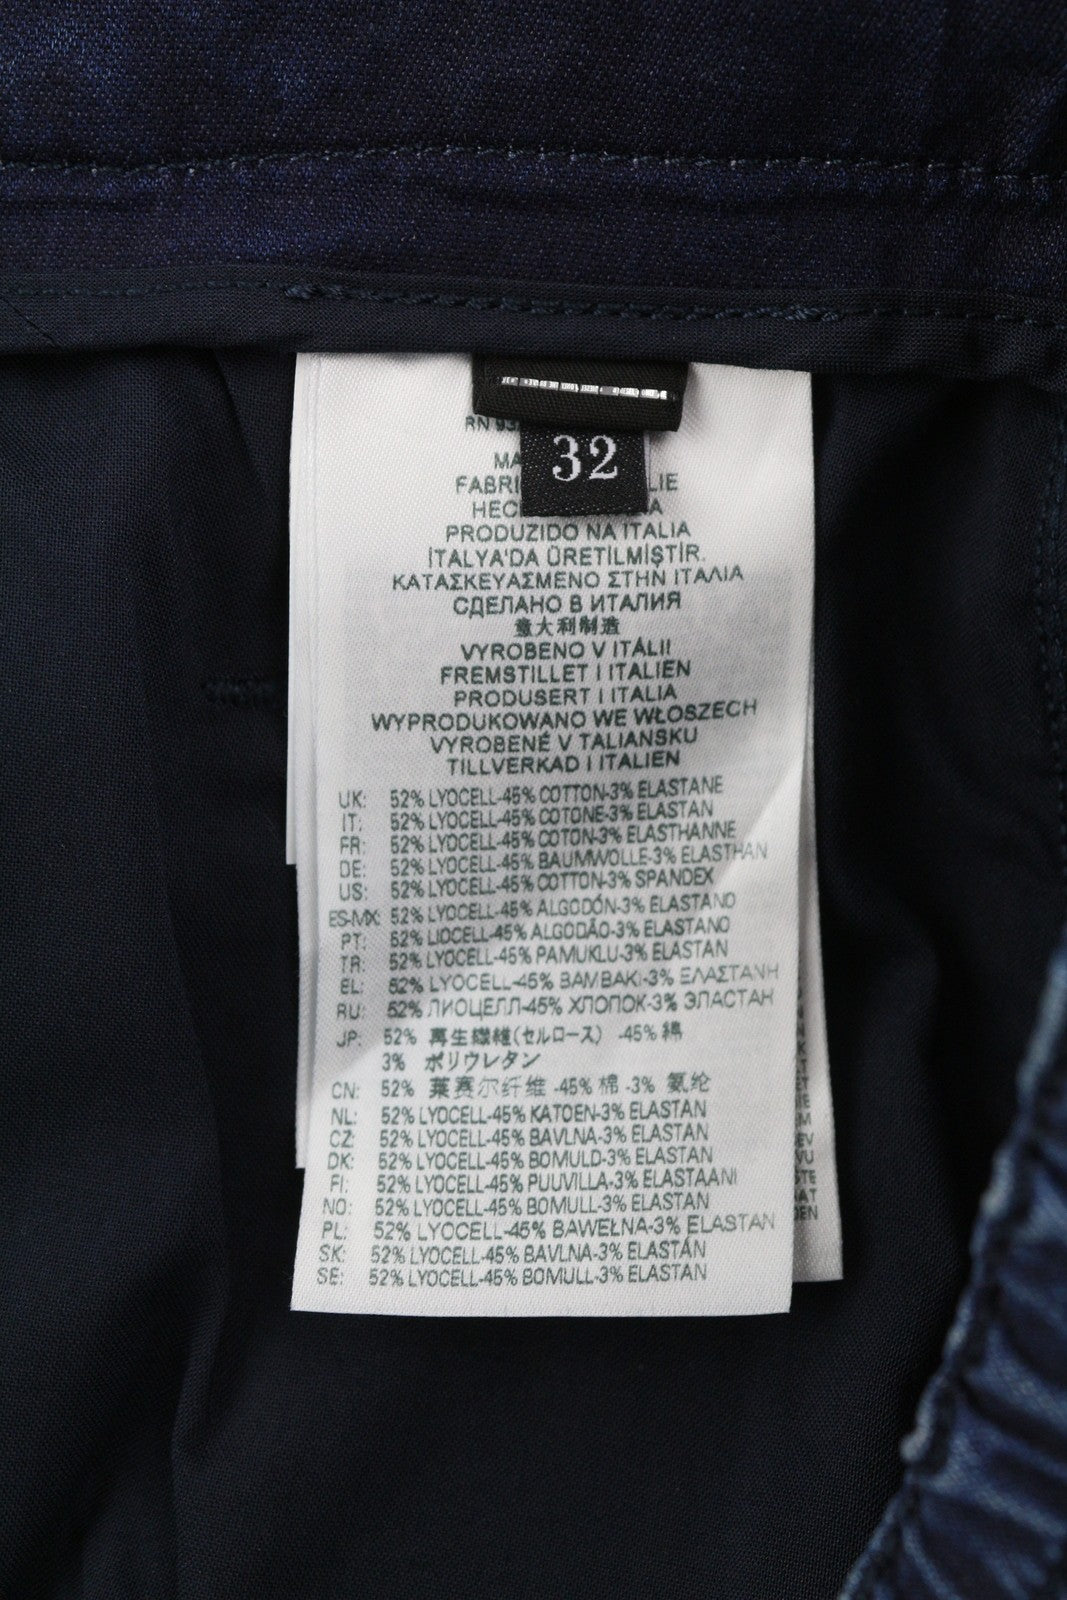 RN 93
32
MA
FABRI LIE
HEC A
PRODUZIDO NA ITALIA
İTALYA'DA ÜRETİLMİŞTİR.
ΚΑΤΑΣΚΕΥΑΣΜΕΝΟ ΣΤΗΝ ΙΤΑΛΙΑ
СДЕЛАНО В ИТАЛИЯ
意大利制造
VYROBENO V ITÁLII
FREMSTILLET I ITALIEN
PRODUSERT I ITALIA
WYPRODUKOWANO WE WŁOSZECH
VYROBENÉ V TALIANSKU
TILLVERKAD I ITALIEN
UK: 52% LYOCELL-45% COTTON-3% ELASTANE
IT: 52% LYOCELL-45% COTONE-3% ELASTAN
FR: 52% LYOCELL-45% COTON-3% ELASTHANNE
DE: 52% LYOCELL-45% BAUMWOLLE-3% ELASTHAN
US: 52% LYOCELL-45% COTTON-3% SPANDEX
ES-MX: 52% LYOCELL-45% ALGODÓN-3% ELASTANO
PT: 52% LIOCELL-45% ALGODÃO-3% ELASTANO
TR: 52% LYOCELL-45% PAMUKLU-3% ELASTAN
EL: 52% LYOCELL-45% ΒΑΜΒΑΚΙ-3% ΕΛΑΣΤΑΝΗ
RU: 52% ЛИОЦЕЛЛ-45% ХЛОПОК-3% ЭЛАСТАН
JP: 52% 再生繊維(セルロース) -45% 綿
3% ポリウレタン
CN: 52% 莱赛尔纤维 -45% 棉 -3% 氨纶
NL: 52% LYOCELL-45% KATOEN-3% ELASTAN
CZ: 52% LYOCELL-45% BAVLNA-3% ELASTAN
DK: 52% LYOCELL-45% BOMULD-3% ELASTAN
FI: 52% LYOCELL-45% PUUVILLA-3% ELASTAANI
NO: 52% LYOCELL-45% BOMULL-3% ELASTAN
PL: 52% LYOCELL-45% BAWEŁNA-3% ELASTAN
SK: 52% LYOCELL-45% BAVLNA-3% ELASTÁN
SE: 52% LYOCELL-45% BOMULL-3% ELASTAN